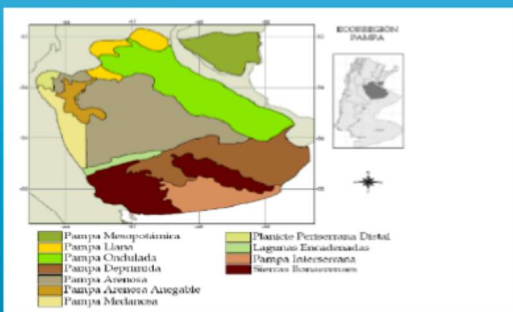 ECORREGIÓN
PAMPA
Pampa Mesopotámica
Pampa Llana
Pampa Ondulada
Pampa Deprimida
Pampa Arenosa
Pampa Arenosa Anegable
Pampa Medanosa
Planicie Periserrana Distal
Lagunas Encadenadas
Pampa Interserrana
Sierras Bonaerenses